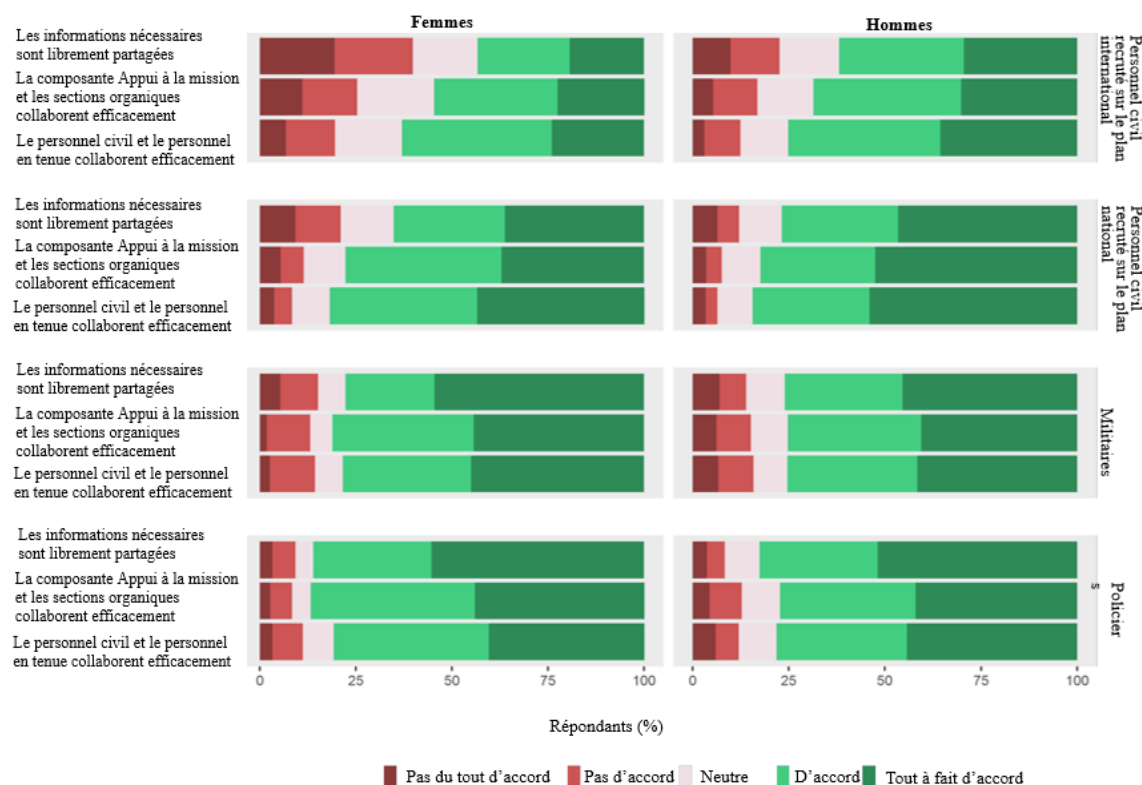 Femmes
Hommes
Les informations nécessaires
sont librement partagées
La composante Appui à la mission
et les sections organiques
collaborent efficacement
Le personnel civil et le personnel
en tenue collaborent efficacement
Personnel civil
recruté sur le plan
international
Les informations nécessaires
sont librement partagées
La composante Appui à la mission
et les sections organiques
collaborent efficacement
Le personnel civil et le personnel
en tenue collaborent efficacement
Personnel civil
recruté sur le plan
national
Les informations nécessaires
sont librement partagées
La composante Appui à la mission
et les sections organiques
collaborent efficacement
Le personnel civil et le personnel
en tenue collaborent efficacement
Militaires
Les informations nécessaires
sont librement partagées
La composante Appui à la mission
et les sections organiques
collaborent efficacement
Le personnel civil et le personnel
en tenue collaborent efficacement
Policier
s
0 25 50 75 100 0 25 50 75 100
Répondants (%)
Pas du tout d’accord Pas d’accord Neutre D’accord Tout à fait d’accord